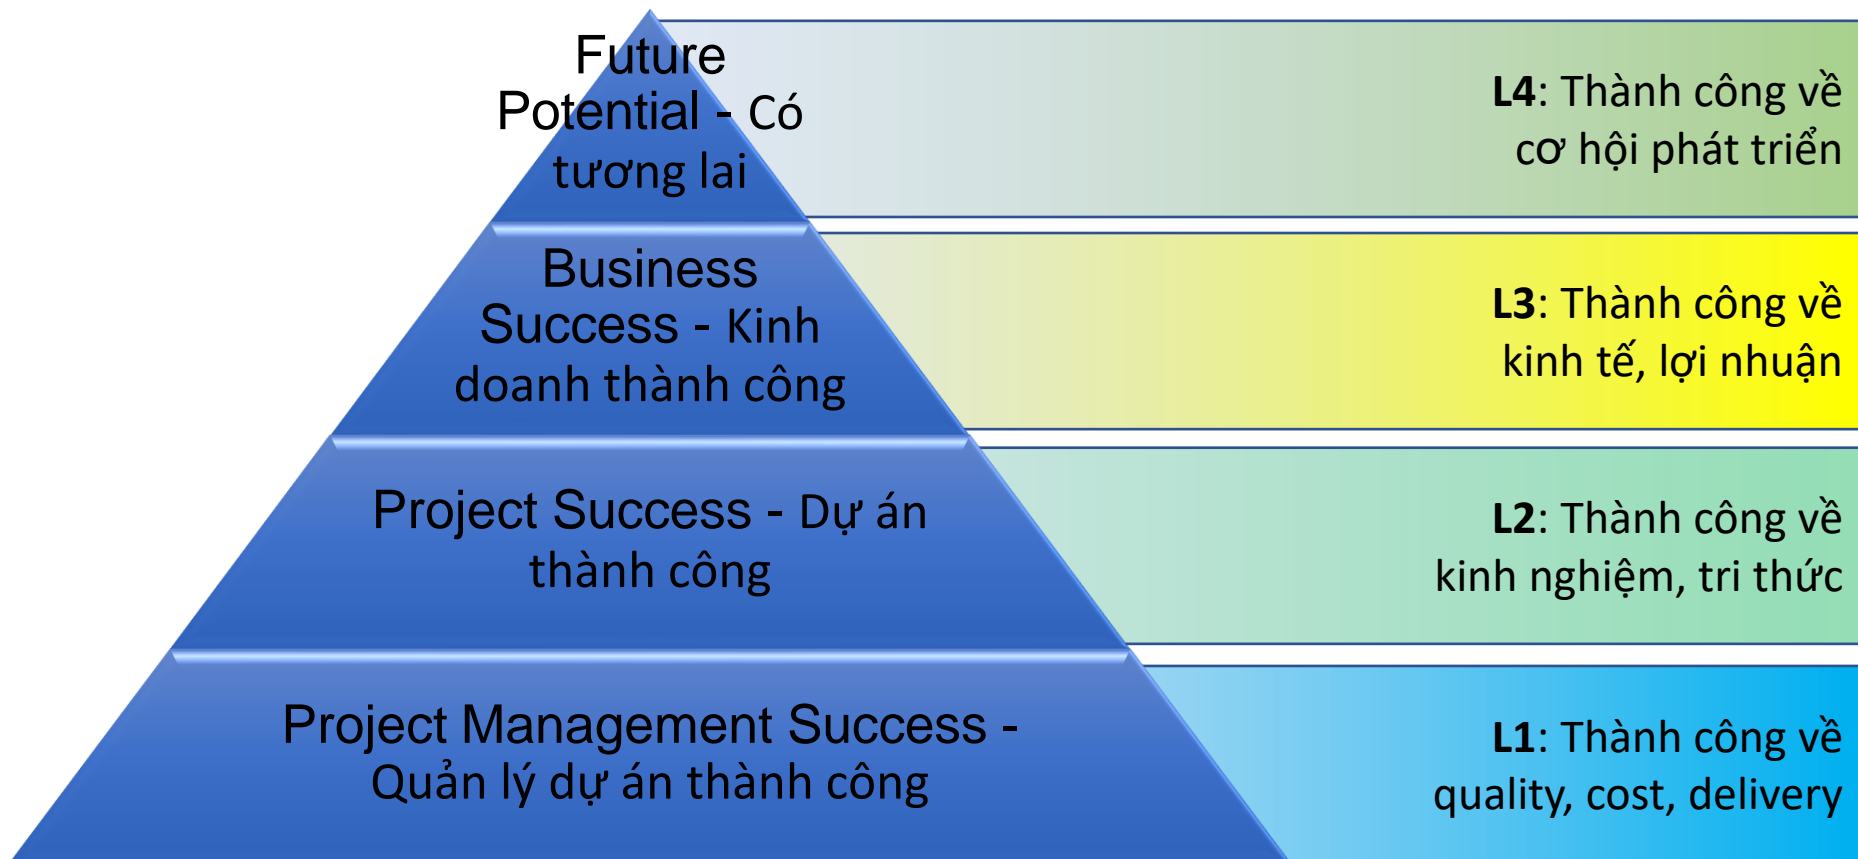 Future
Potential - Có
tương lai
L4: Thành công về
cơ hội phát triển
Business
Success - Kinh
doanh thành công
L3: Thành công về
kinh tế, lợi nhuận
Project Success - Dự án
thành công
L2: Thành công về
kinh nghiệm, tri thức
Project Management Success -
Quản lý dự án thành công
L1: Thành công về
quality, cost, delivery